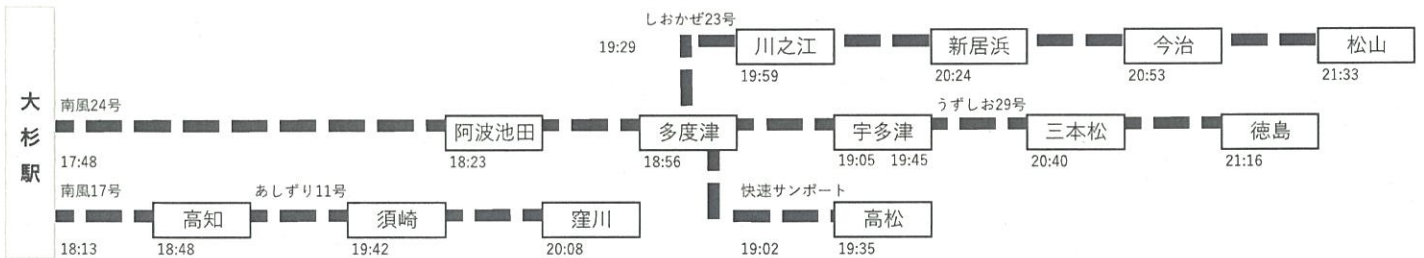 大杉駅
しおかぜ23号
19:29
川之江
新居浜
今治
松山
19:59
20:24
20:53
21:33
南風24号
うずしお29号
阿波池田
多度津
宇多津
三本松
徳島
17:48
18:23
18:56
19:05 19:45
20:40
21:16
南風17号
あしずり11号
快速サンポート
高知
須崎
窪川
高松
18:13
18:48
19:42
20:08
19:02
19:35